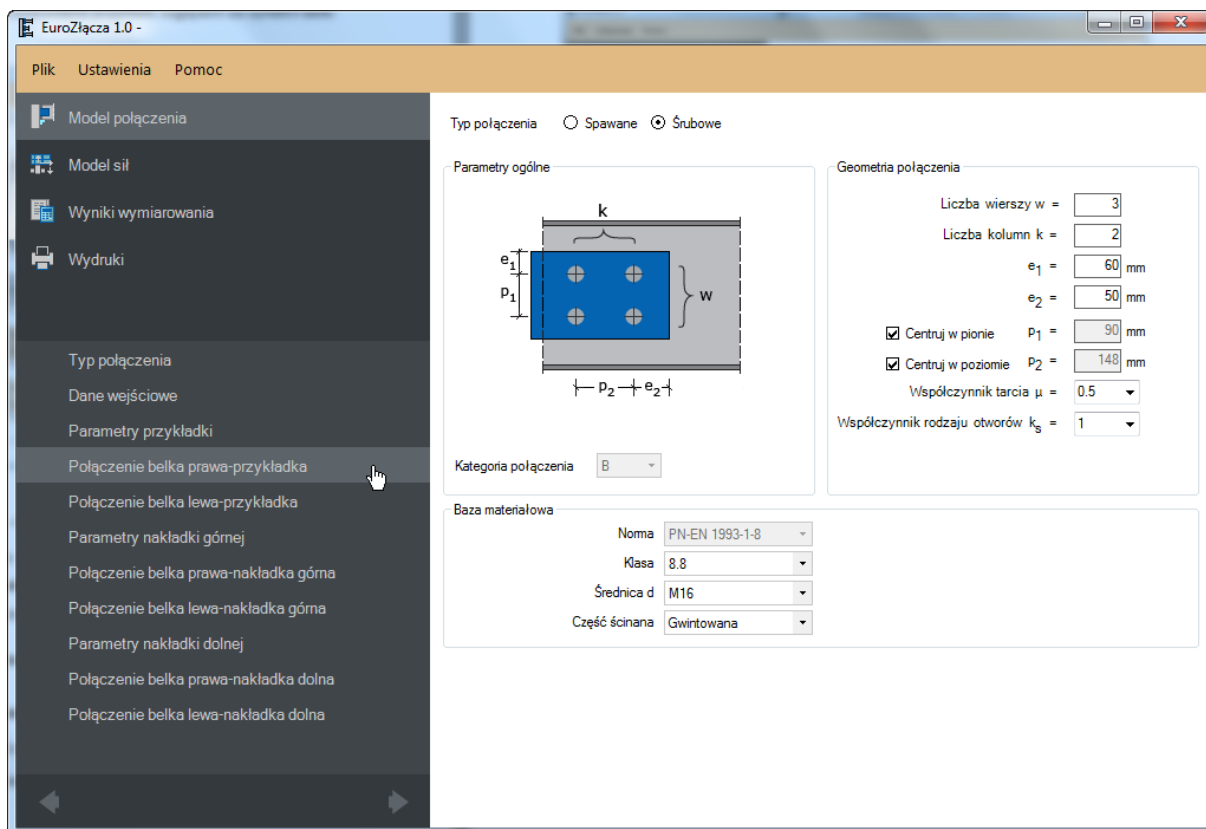 EuroZłącza 1.0 -
Plik Ustawienia Pomoc
Model połączenia
Model sił
Wyniki wymiarowania
Wydruki
Typ połączenia
Dane wejściowe
Parametry przykładki
Połączenie belka prawa-przykładka
Połączenie belka lewa-przykładka
Parametry nakładki górnej
Połączenie belka prawa-nakładka górna
Połączenie belka lewa-nakładka górna
Parametry nakładki dolnej
Połączenie belka prawa-nakładka dolna
Połączenie belka lewa-nakładka dolna
Typ połączenia Spawane Śrubowe
Parametry ogólne
k
e1
p1
w
p2 e2
Kategoria połączenia B
Geometria połączenia
Liczba wierszy w = 3
Liczba kolumn k = 2
e1 = 60 mm
e2 = 50 mm
Centruj w pionie p1 = 90 mm
Centruj w poziomie p2 = 148 mm
Współczynnik tarcia μ = 0.5
Współczynnik rodzaju otworów ks = 1
Baza materiałowa
Norma PN-EN 1993-1-8
Klasa 8.8
Średnica d M16
Część ścinana Gwintowana